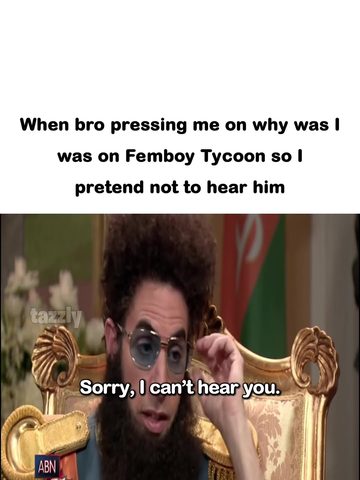 When bro pressing me on why was I
was on Femboy Tycoon so I
pretend not to hear him
tazzly
Sorry, I can't hear you.
ABN